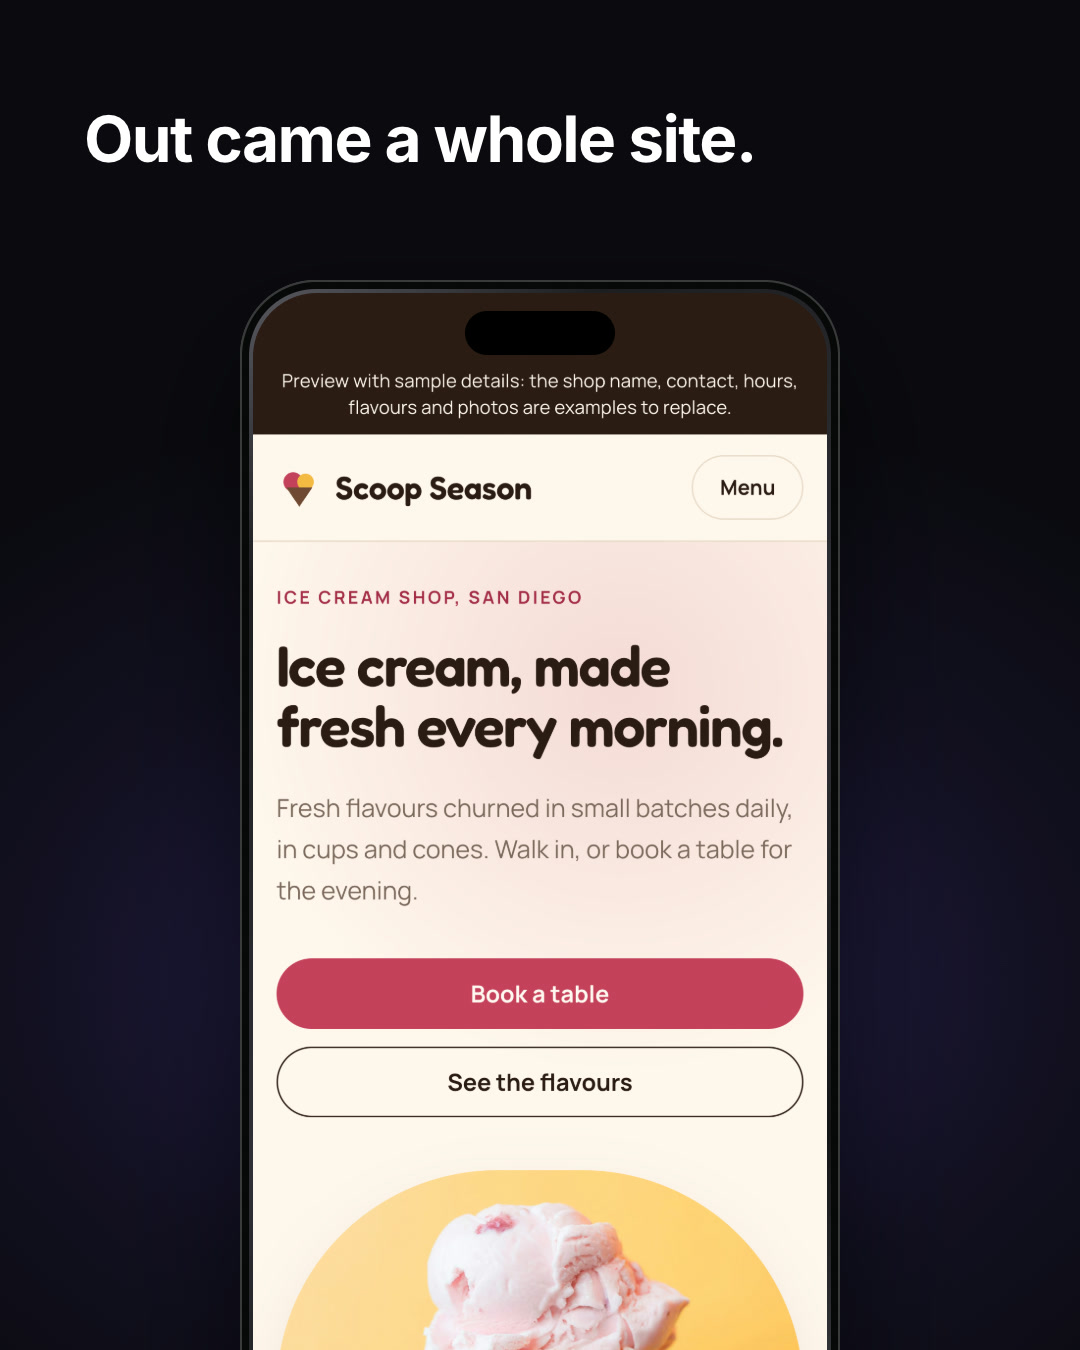 Out came a whole site.
Preview with sample details: the shop name, contact, hours,
flavours and photos are examples to replace.
Scoop Season
Menu
ICE CREAM SHOP, SAN DIEGO
Ice cream, made
fresh every morning.
Fresh flavours churned in small batches daily,
in cups and cones. Walk in, or book a table for
the evening.
Book a table
See the flavours